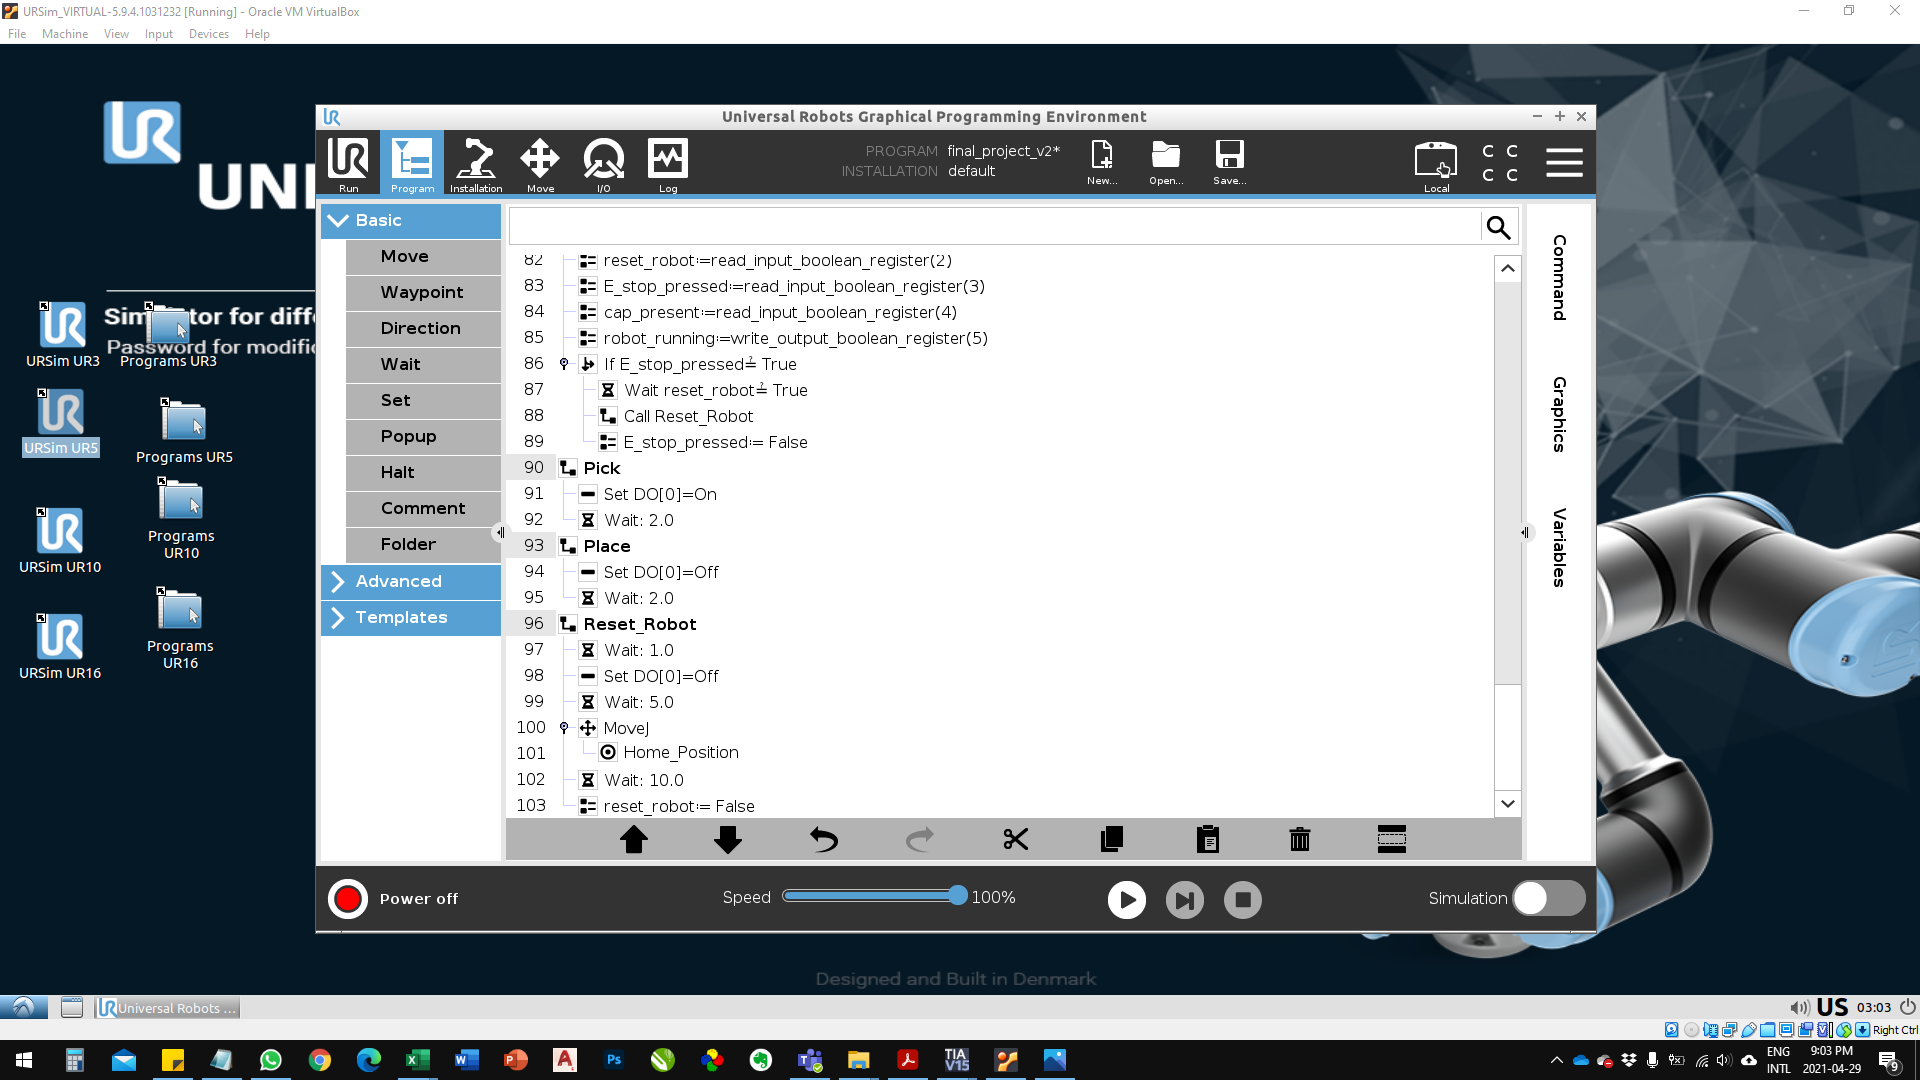 URSim_VIRTUAL-5.9.4.1031232 [Running] - Oracle VM VirtualBox
File Machine View Input Devices Help
UR
UNI
Simulator for diff
Password for modific
URSim UR3
Programs UR3
URSim UR5
Programs UR5
URSim UR10
Programs
UR10
URSim UR16
Programs
UR16
UR Universal Robots Graphical Programming Environment
Run
Program
Installation
Move
I/O
Log
PROGRAM final_project_v2*
INSTALLATION default
New...
Open...
Save...
Local
C C
C C
Basic
Move
Waypoint
Direction
Wait
Set
Popup
Halt
Comment
Folder
Advanced
Templates
82 reset_robot≔read_input_boolean_register(2)
83 E_stop_pressed≔read_input_boolean_register(3)
84 cap_present≔read_input_boolean_register(4)
85 robot_running≔write_output_boolean_register(5)
86 If E_stop_pressed≟ True
87 Wait reset_robot≟ True
88 Call Reset_Robot
89 E_stop_pressed≔ False
90 Pick
91 Set DO[0]=On
92 Wait: 2.0
93 Place
94 Set DO[0]=Off
95 Wait: 2.0
96 Reset_Robot
97 Wait: 1.0
98 Set DO[0]=Off
99 Wait: 5.0
100 MoveJ
101 Home_Position
102 Wait: 10.0
103 reset_robot≔ False
Command
Graphics
Variables
Power off
Speed 100%
Simulation
Designed and Built in Denmark
UR Universal Robots ...
US 03:03
Right Ctrl
ENG
INTL
9:03 PM
2021-04-29
9
TIA
V15
Ps